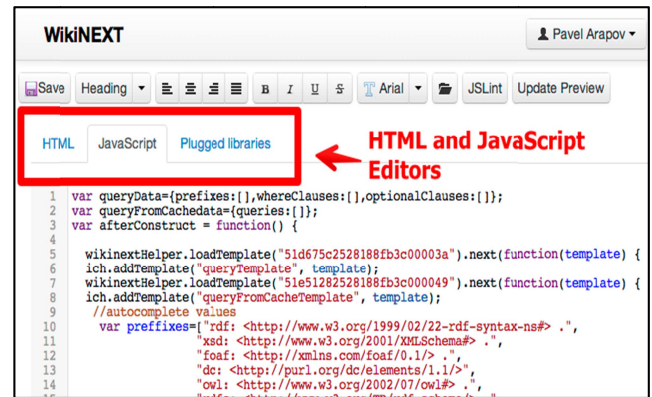 WikiNEXT
Pavel Arapov
Save Heading B I U S Arial JSLint Update Preview
HTML JavaScript Plugged libraries
HTML and JavaScript
Editors
1 var queryData={prefixes:[],whereClauses:[],optionalClauses:[]};
2 var queryFromCachedata={queries:[]};
3 var afterConstruct = function() {
4
5 wikinextHelper.loadTemplate("51d675c2528188fb3c00003a").next(function(template) {
6 ich.addTemplate("queryTemplate", template);
7 wikinextHelper.loadTemplate("51e51282528188fb3c000049").next(function(template) {
8 ich.addTemplate("queryFromCacheTemplate", template);
9 //autocomplete values
10 var preffixes=["rdf: <http://www.w3.org/1999/02/22-rdf-syntax-ns#> .",
11 "xsd: <http://www.w3.org/2001/XMLSchema#> .",
12 "foaf: <http://xmlns.com/foaf/0.1/> .",
13 "dc: <http://purl.org/dc/elements/1.1/>",
14 "owl: <http://www.w3.org/2002/07/owl#> .",